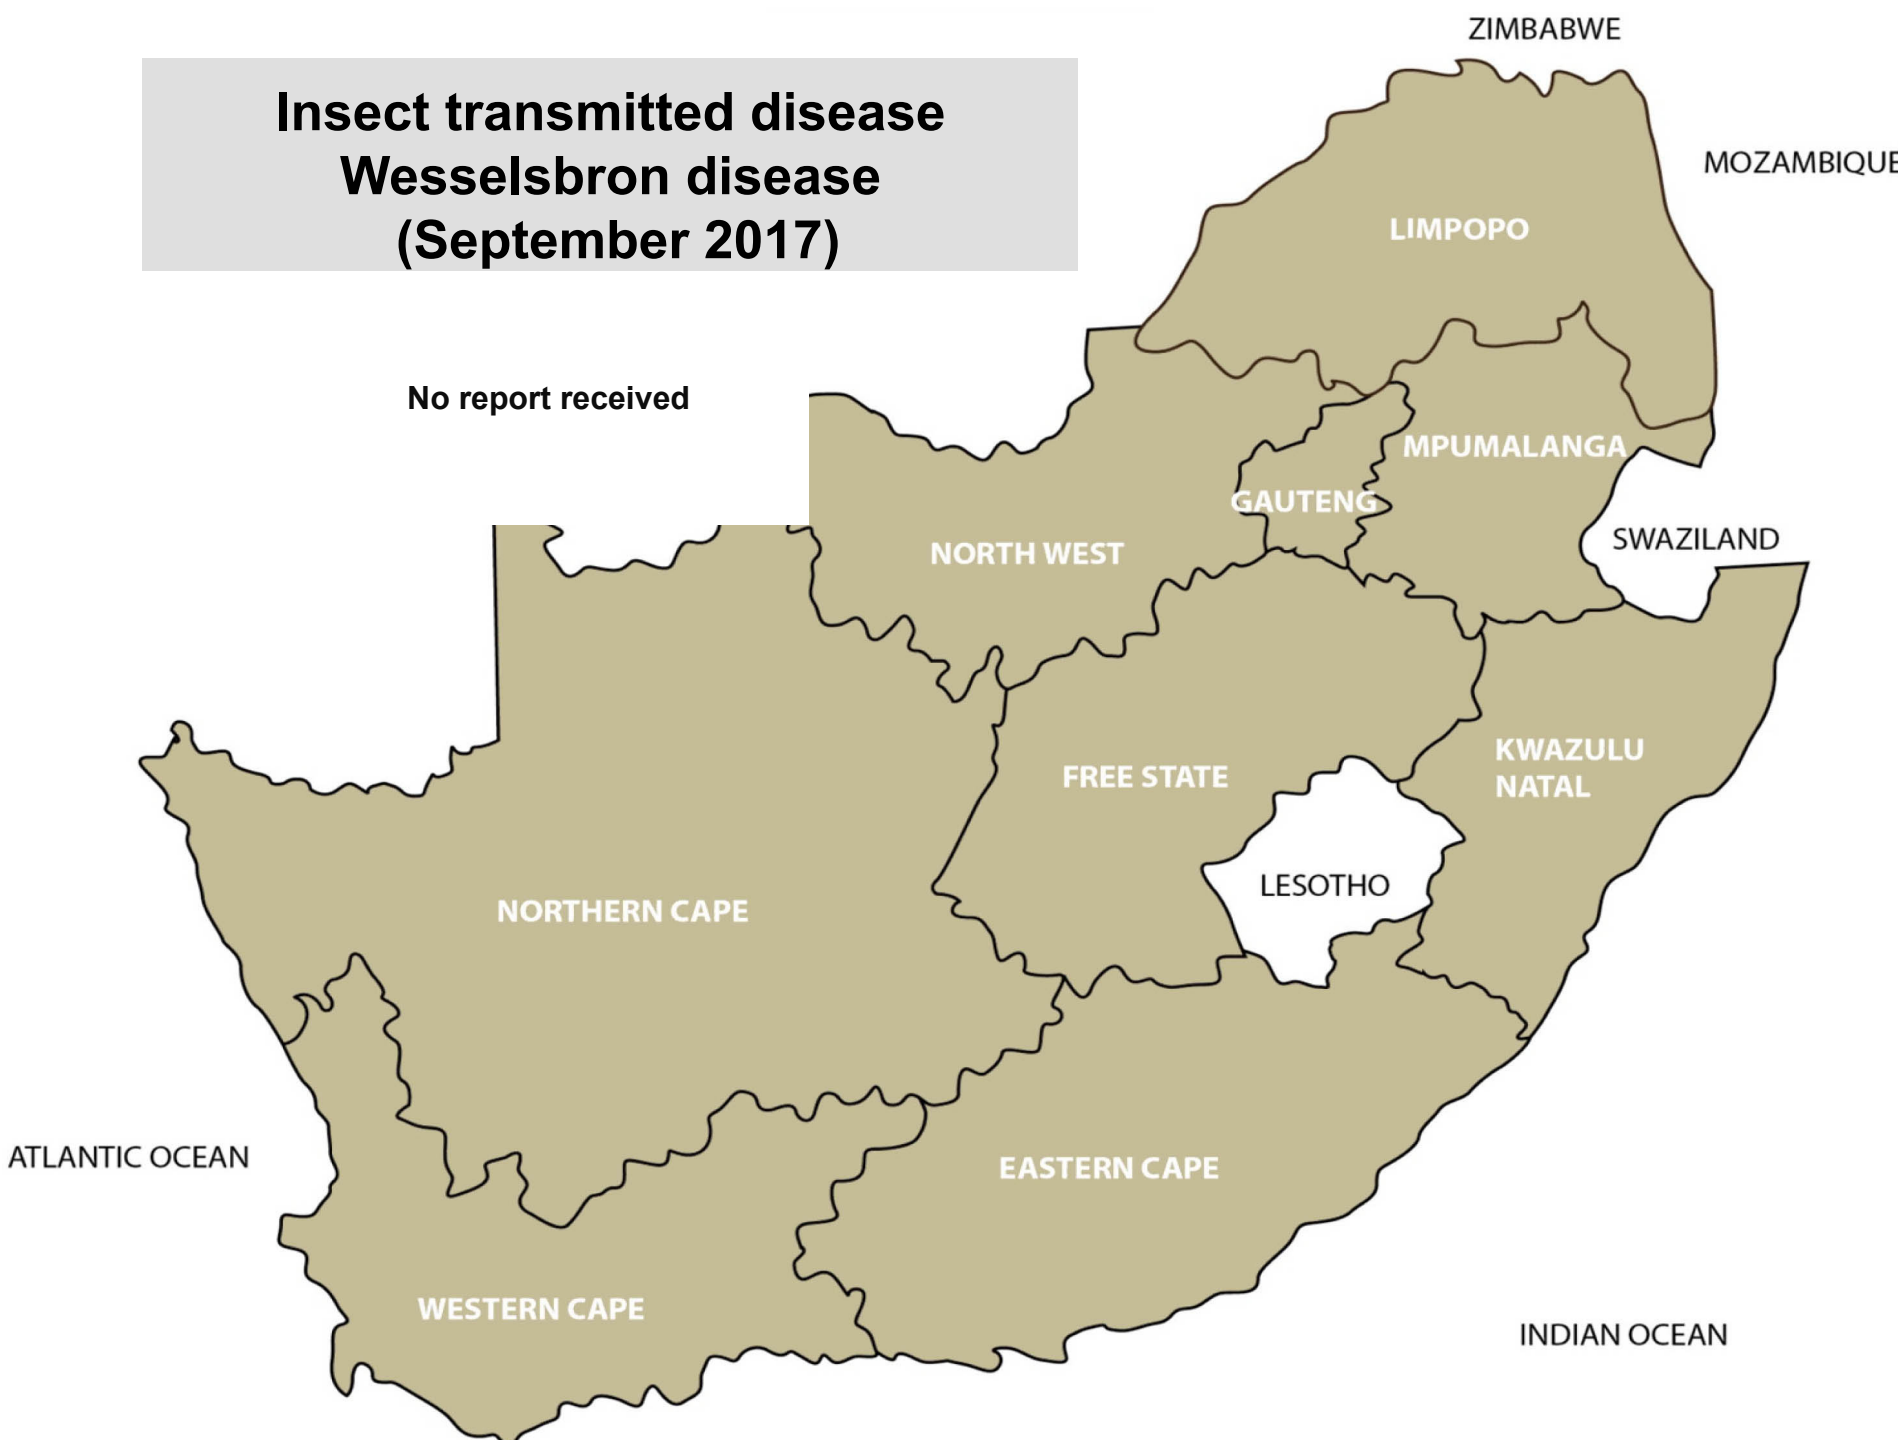 ZIMBABWE
Insect transmitted disease
Wesselsbron disease
(September 2017)
MOZAMBIQUE
LIMPOPO
No report received
MPUMALANGA
GAUTENG
SWAZILAND
NORTH WEST
KWAZULU
NATAL
FREE STATE
LESOTHO
NORTHERN CAPE
ATLANTIC OCEAN
EASTERN CAPE
WESTERN CAPE
INDIAN OCEAN